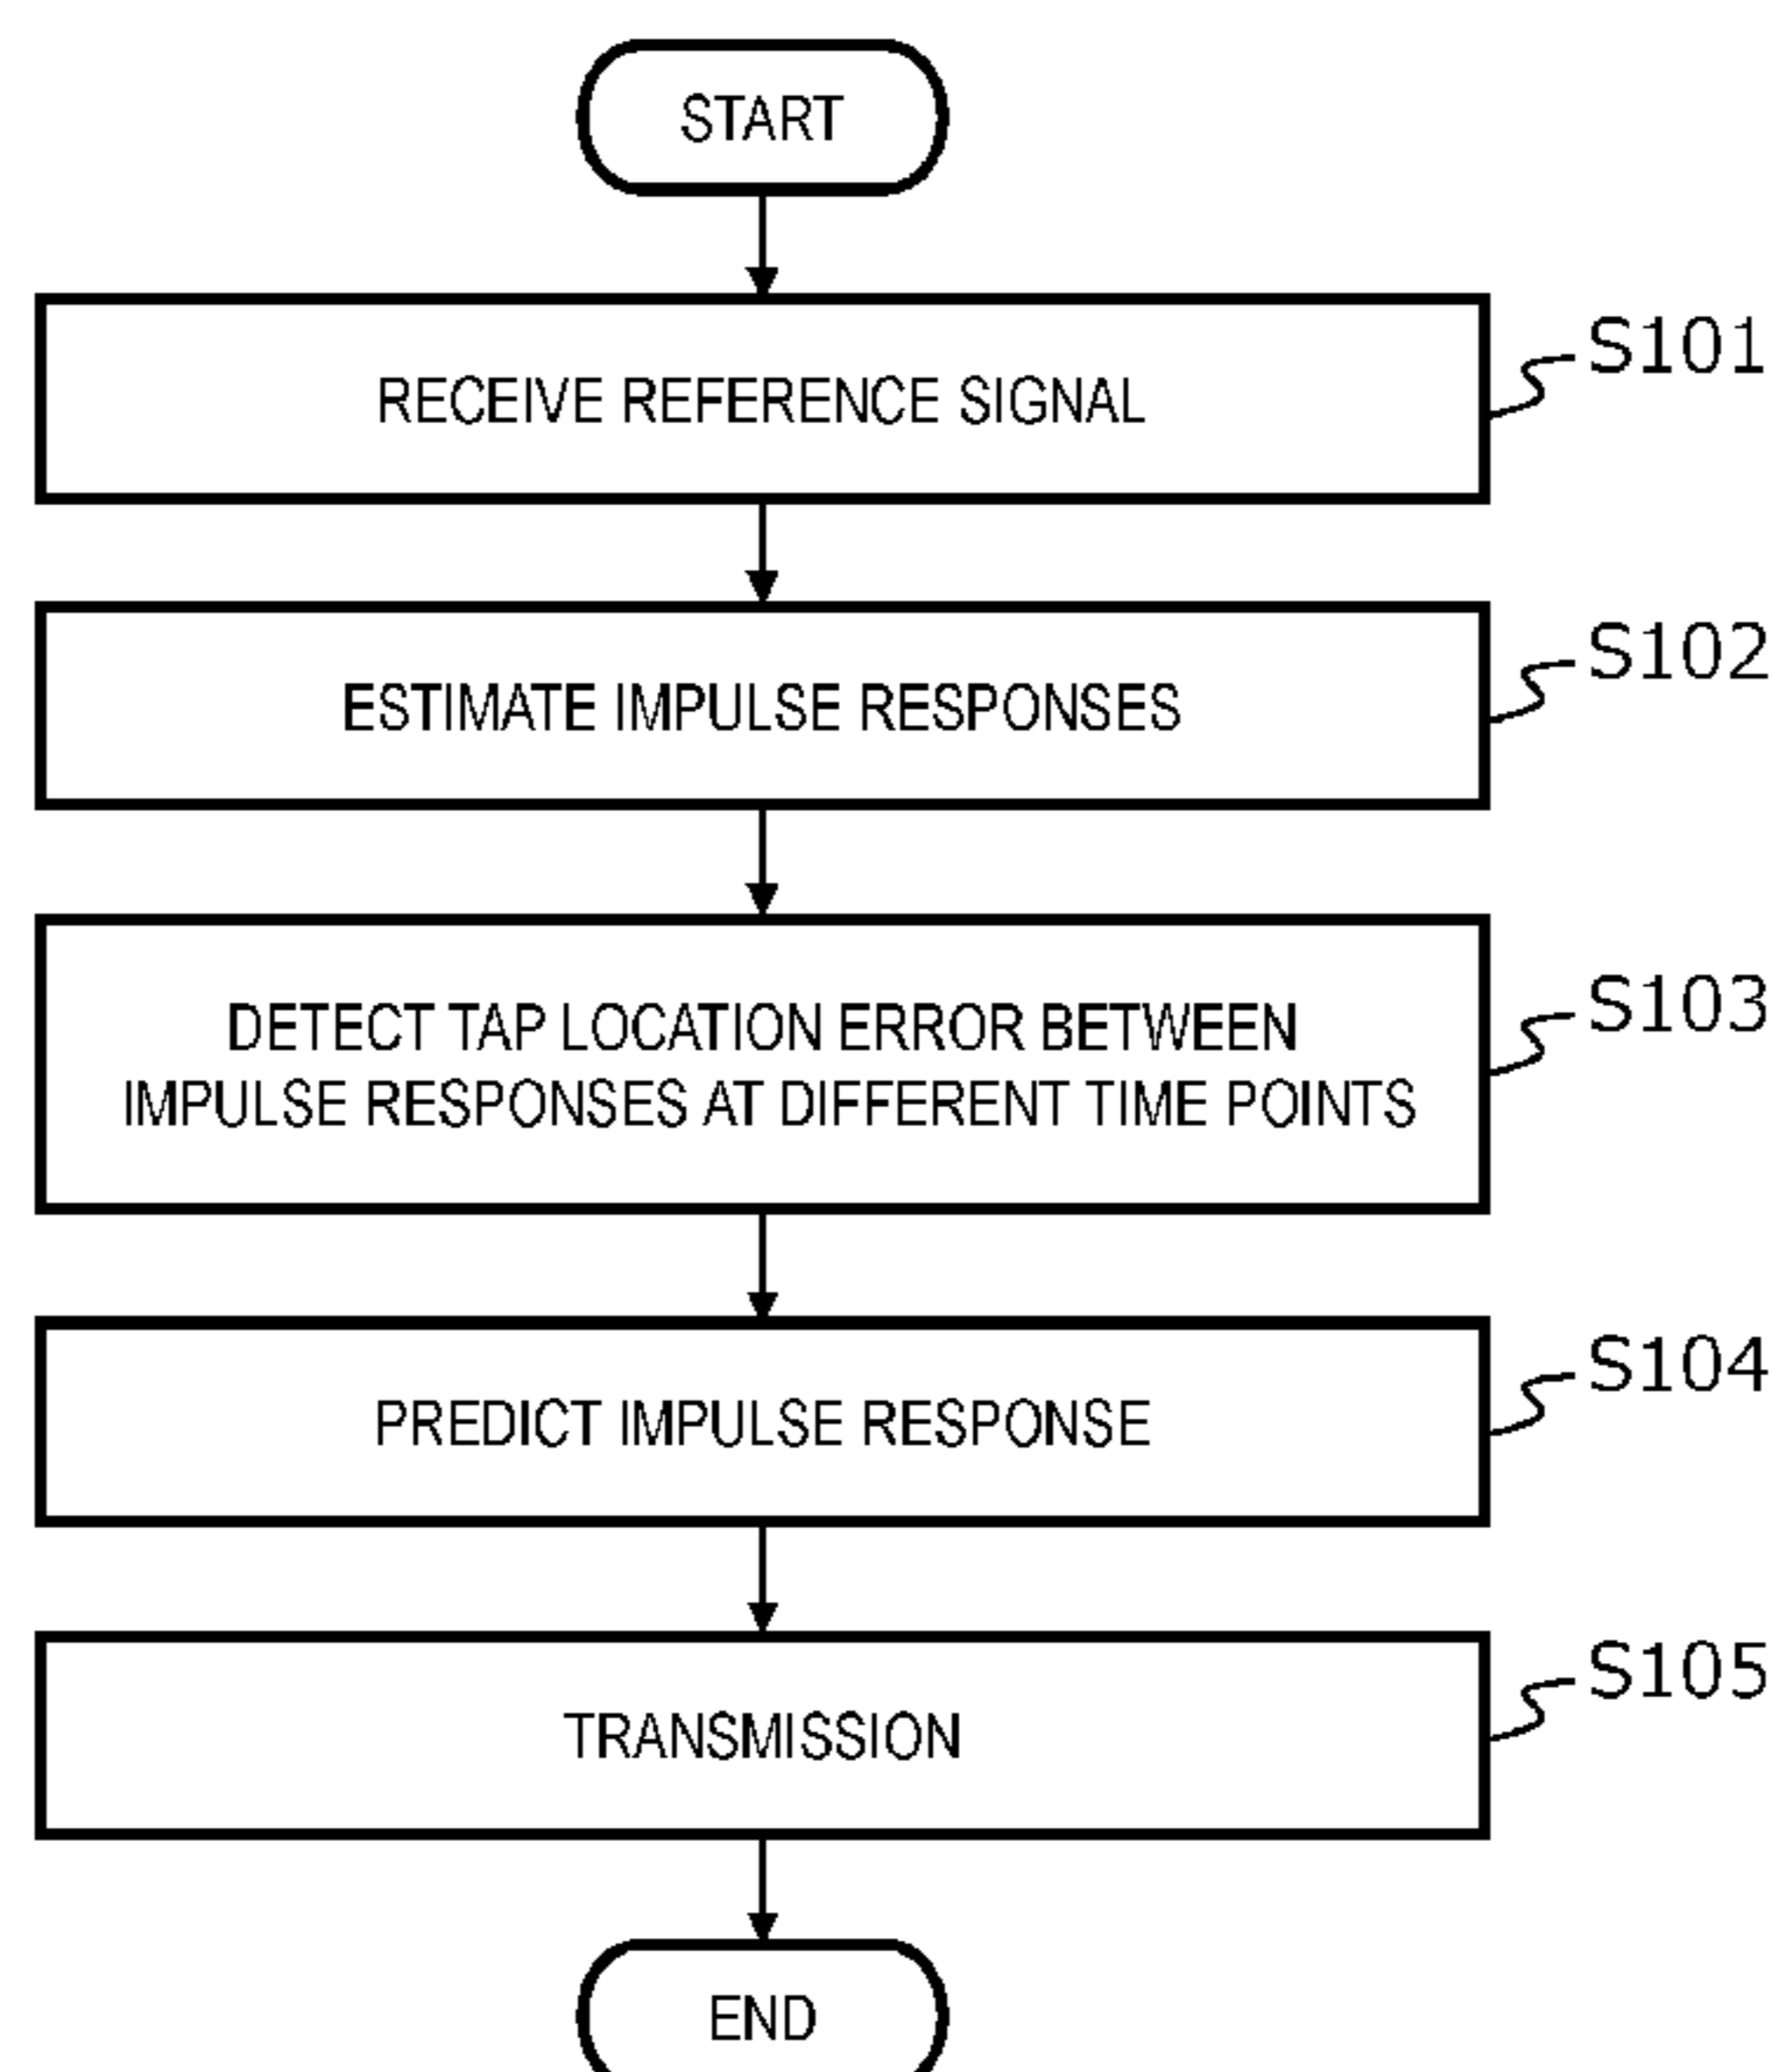 START
RECEIVE REFERENCE SIGNAL
S101
ESTIMATE IMPULSE RESPONSES
S102
DETECT TAP LOCATION ERROR BETWEEN
IMPULSE RESPONSES AT DIFFERENT TIME POINTS
S103
PREDICT IMPULSE RESPONSE
S104
TRANSMISSION
S105
END